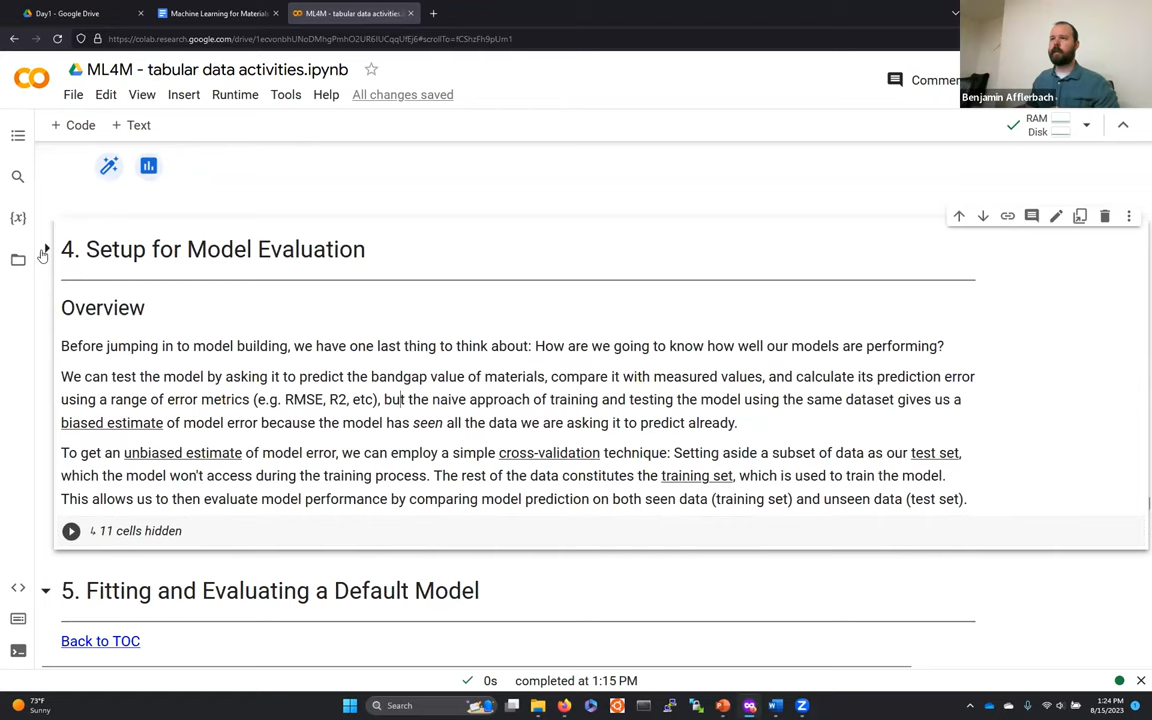 Day1 - Google Drive
Machine Learning for Materials
ML4M - tabular data activities.i
https://colab.research.google.com/drive/1ecvonbhUNoDMhgPmhO2UR6IUCqqUfEj6#scrollTo=fCShzFh9pUm1
ML4M - tabular data activities.ipynb
File Edit View Insert Runtime Tools Help All changes saved
Comme
Benjamin Afflerbach
+ Code + Text
RAM
Disk
{x}
4. Setup for Model Evaluation
Overview
Before jumping in to model building, we have one last thing to think about: How are we going to know how well our models are performing?
We can test the model by asking it to predict the bandgap value of materials, compare it with measured values, and calculate its prediction error
using a range of error metrics (e.g. RMSE, R2, etc), but the naive approach of training and testing the model using the same dataset gives us a
biased estimate of model error because the model has seen all the data we are asking it to predict already.
To get an unbiased estimate of model error, we can employ a simple cross-validation technique: Setting aside a subset of data as our test set,
which the model won't access during the training process. The rest of the data constitutes the training set, which is used to train the model.
This allows us to then evaluate model performance by comparing model prediction on both seen data (training set) and unseen data (test set).
11 cells hidden
5. Fitting and Evaluating a Default Model
Back to TOC
0s completed at 1:15 PM
73°F
Sunny
Search
1:24 PM
8/15/2023